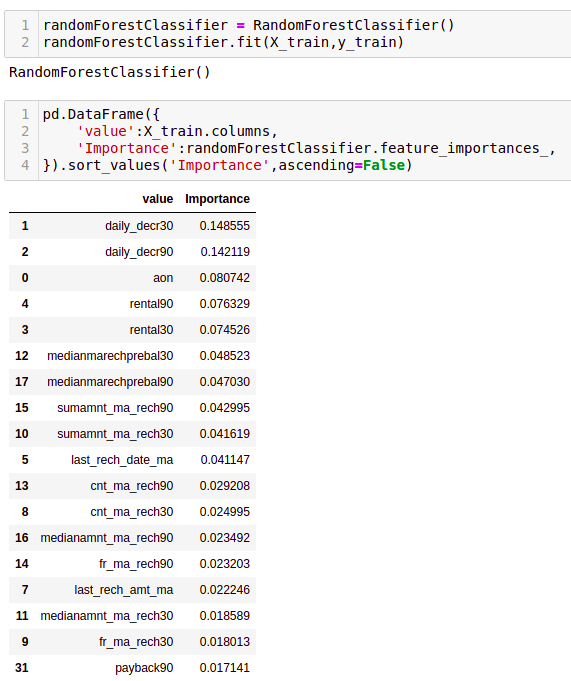 1 randomForestClassifier = RandomForestClassifier()
2 randomForestClassifier.fit(X_train,y_train)
RandomForestClassifier()
1 pd.DataFrame({
2     'value':X_train.columns,
3     'Importance':randomForestClassifier.feature_importances_,
4 }).sort_values('Importance',ascending=False)
value Importance
1 daily_decr30 0.148555
2 daily_decr90 0.142119
0 aon 0.080742
4 rental90 0.076329
3 rental30 0.074526
12 medianmarechprebal30 0.048523
17 medianmarechprebal90 0.047030
15 sumamnt_ma_rech90 0.042995
10 sumamnt_ma_rech30 0.041619
5 last_rech_date_ma 0.041147
13 cnt_ma_rech90 0.029208
8 cnt_ma_rech30 0.024995
16 medianamnt_ma_rech90 0.023492
14 fr_ma_rech90 0.023203
7 last_rech_amt_ma 0.022246
11 medianamnt_ma_rech30 0.018589
9 fr_ma_rech30 0.018013
31 payback90 0.017141